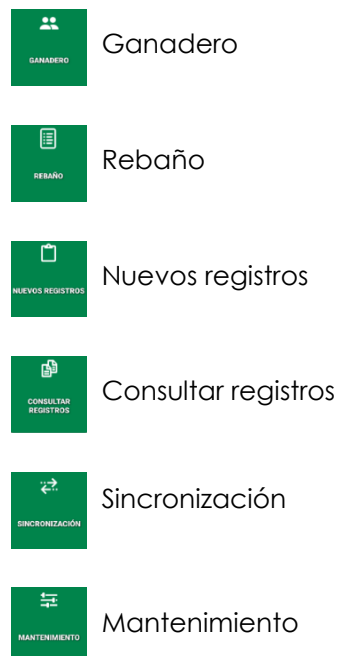 GANADERO
Ganadero
REBAÑO
Rebaño
NUEVOS REGISTROS
Nuevos registros
CONSULTAR
REGISTROS
Consultar registros
SINCRONIZACIÓN
Sincronización
MANTENIMIENTO
Mantenimiento